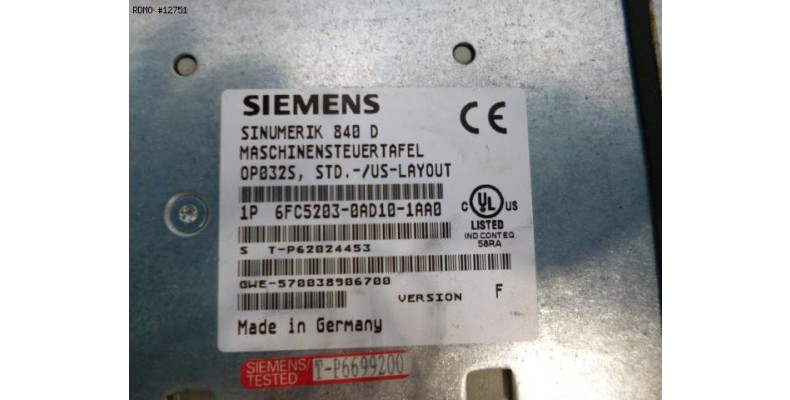 RDMO #12751
SIEMENS
CE
SINUMERIK 840 D
MASCHINENSTEUERTAFEL
OP032S, STD.-/US-LAYOUT
1P 6FC5203-0AD10-1AA0
C UL US
LISTED
IND CONT EQ.
58RA
S T-P62024453
GWE-570038906700
VERSION F
Made in Germany
SIEMENS/
TESTED
T-P6699200